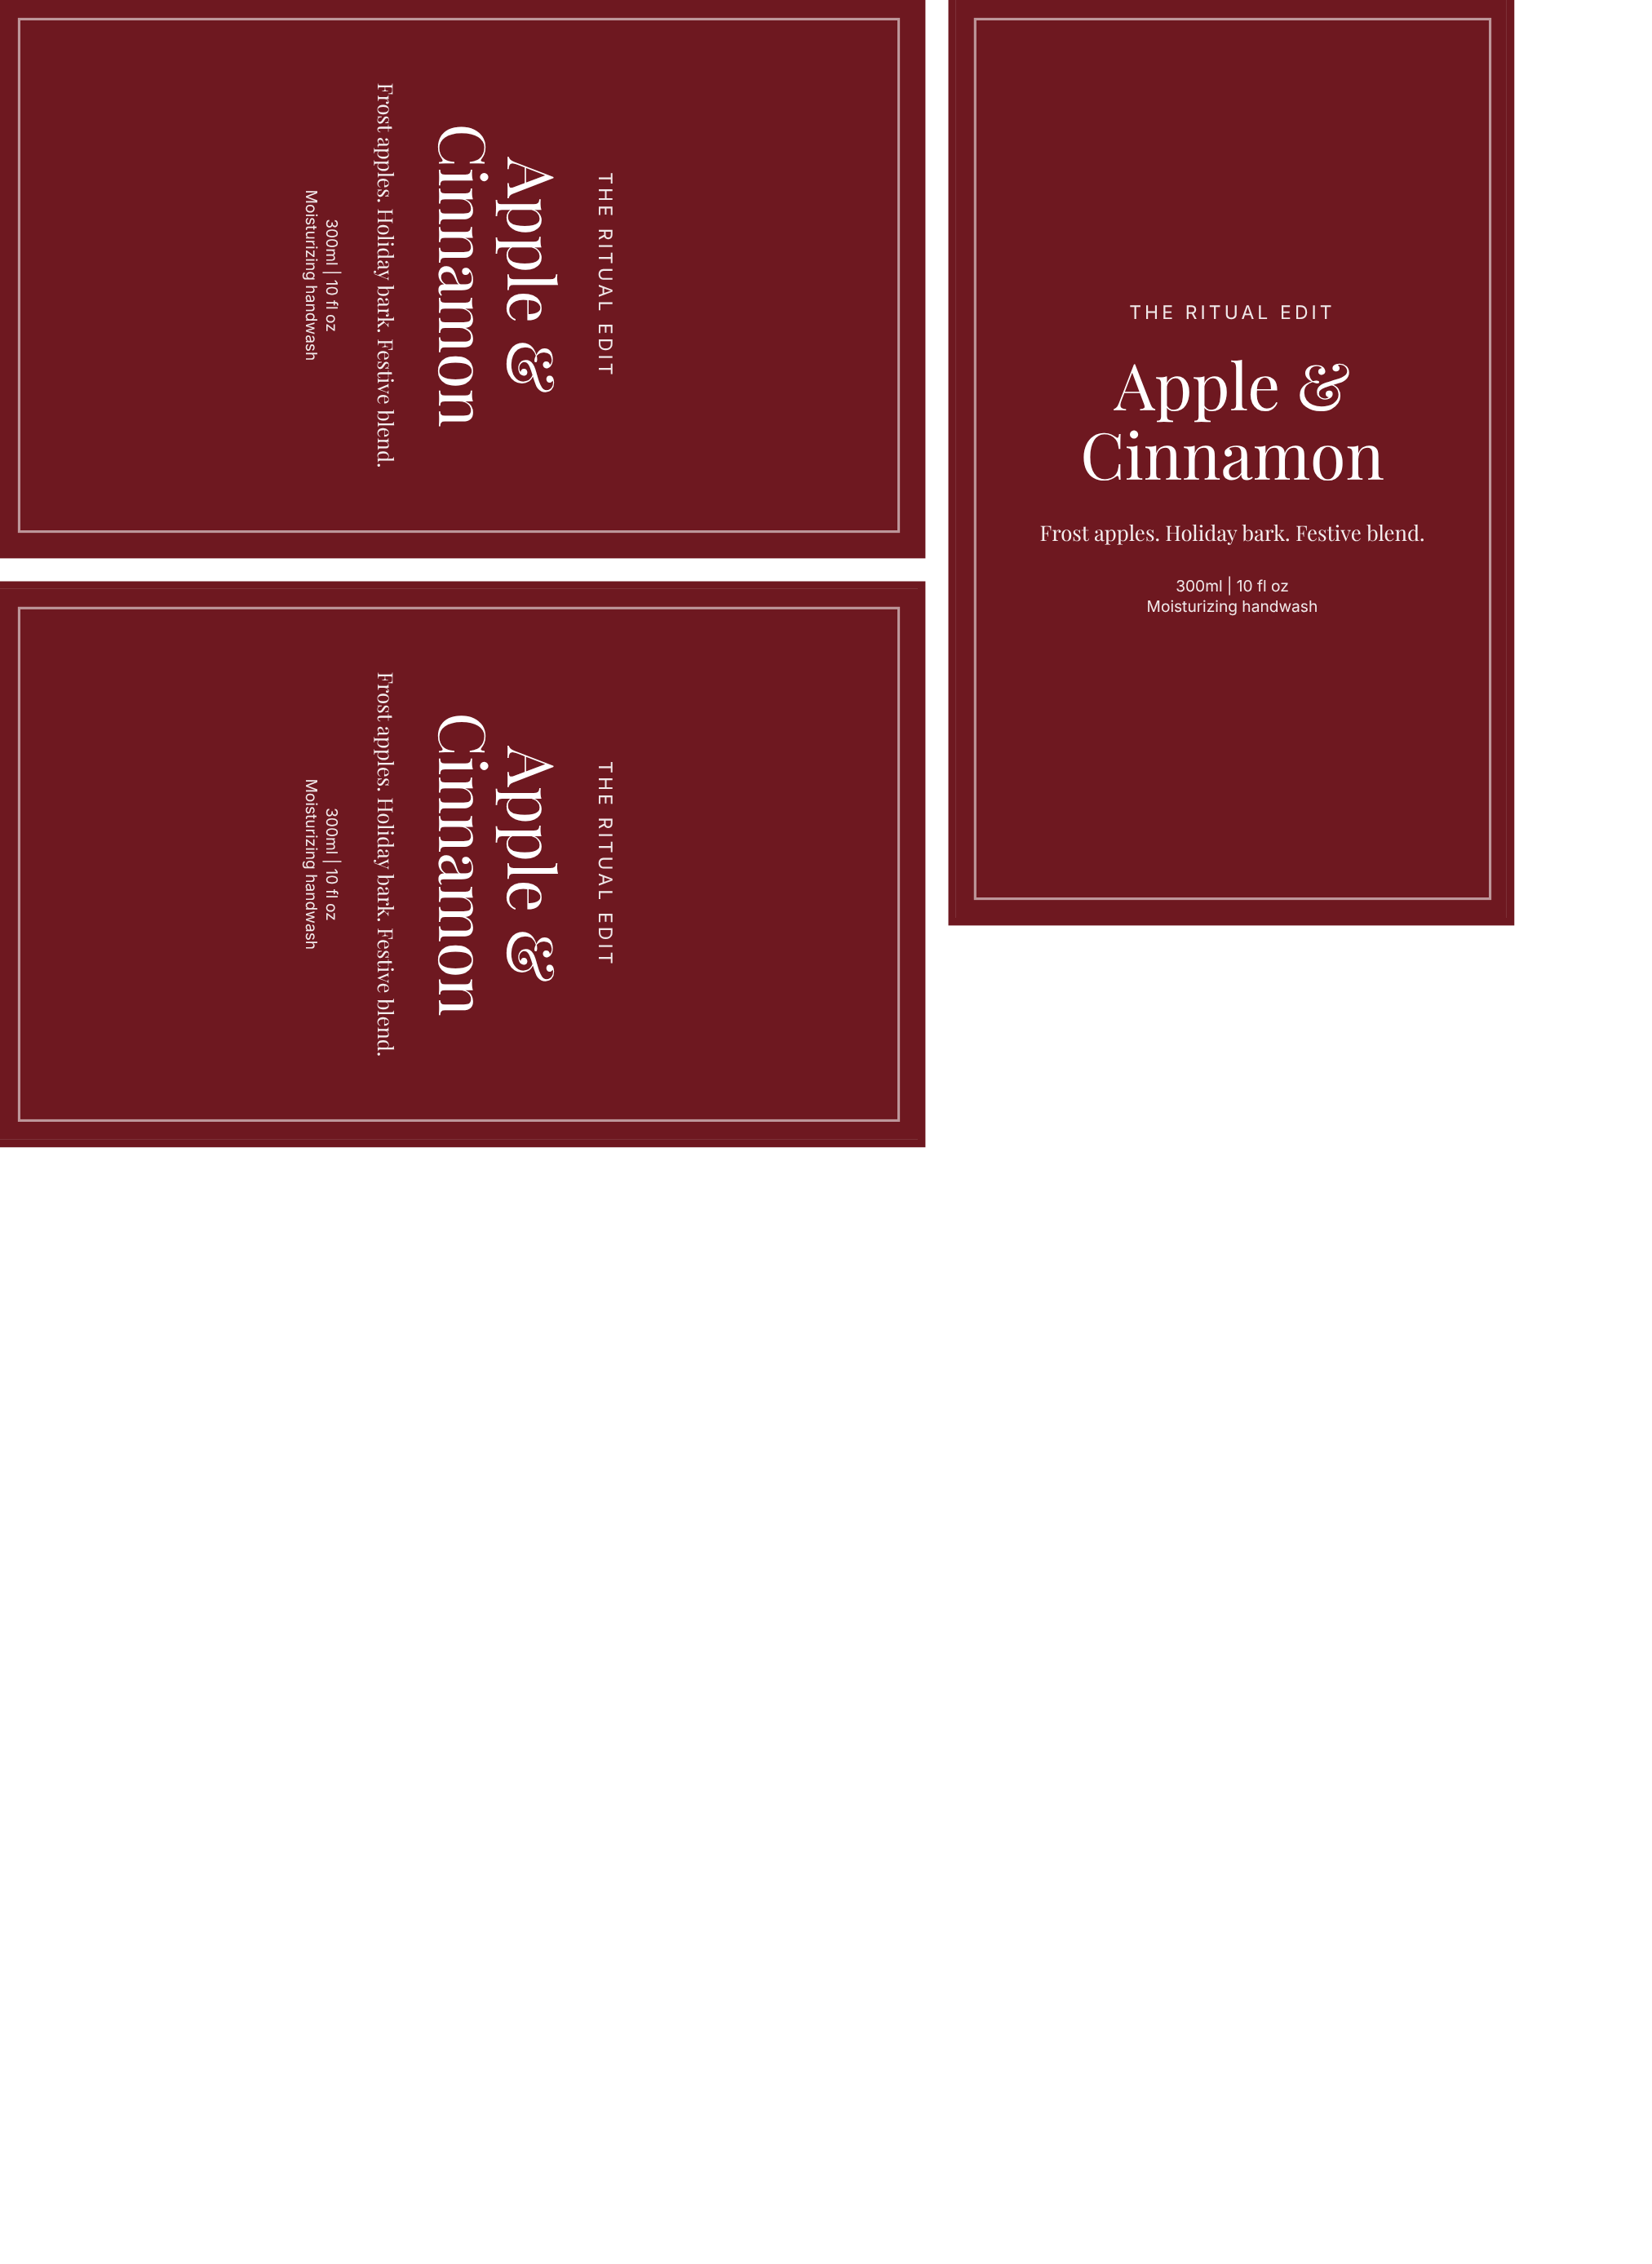 THE RITUAL EDIT
Apple &
Cinnamon
Frost apples. Holiday bark. Festive blend.
300ml | 10 fl oz
Moisturizing handwash
THE RITUAL EDIT
Apple &
Cinnamon
Frost apples. Holiday bark. Festive blend.
300ml | 10 fl oz
Moisturizing handwash
THE RITUAL EDIT
Apple &
Cinnamon
Frost apples. Holiday bark. Festive blend.
300ml | 10 fl oz
Moisturizing handwash